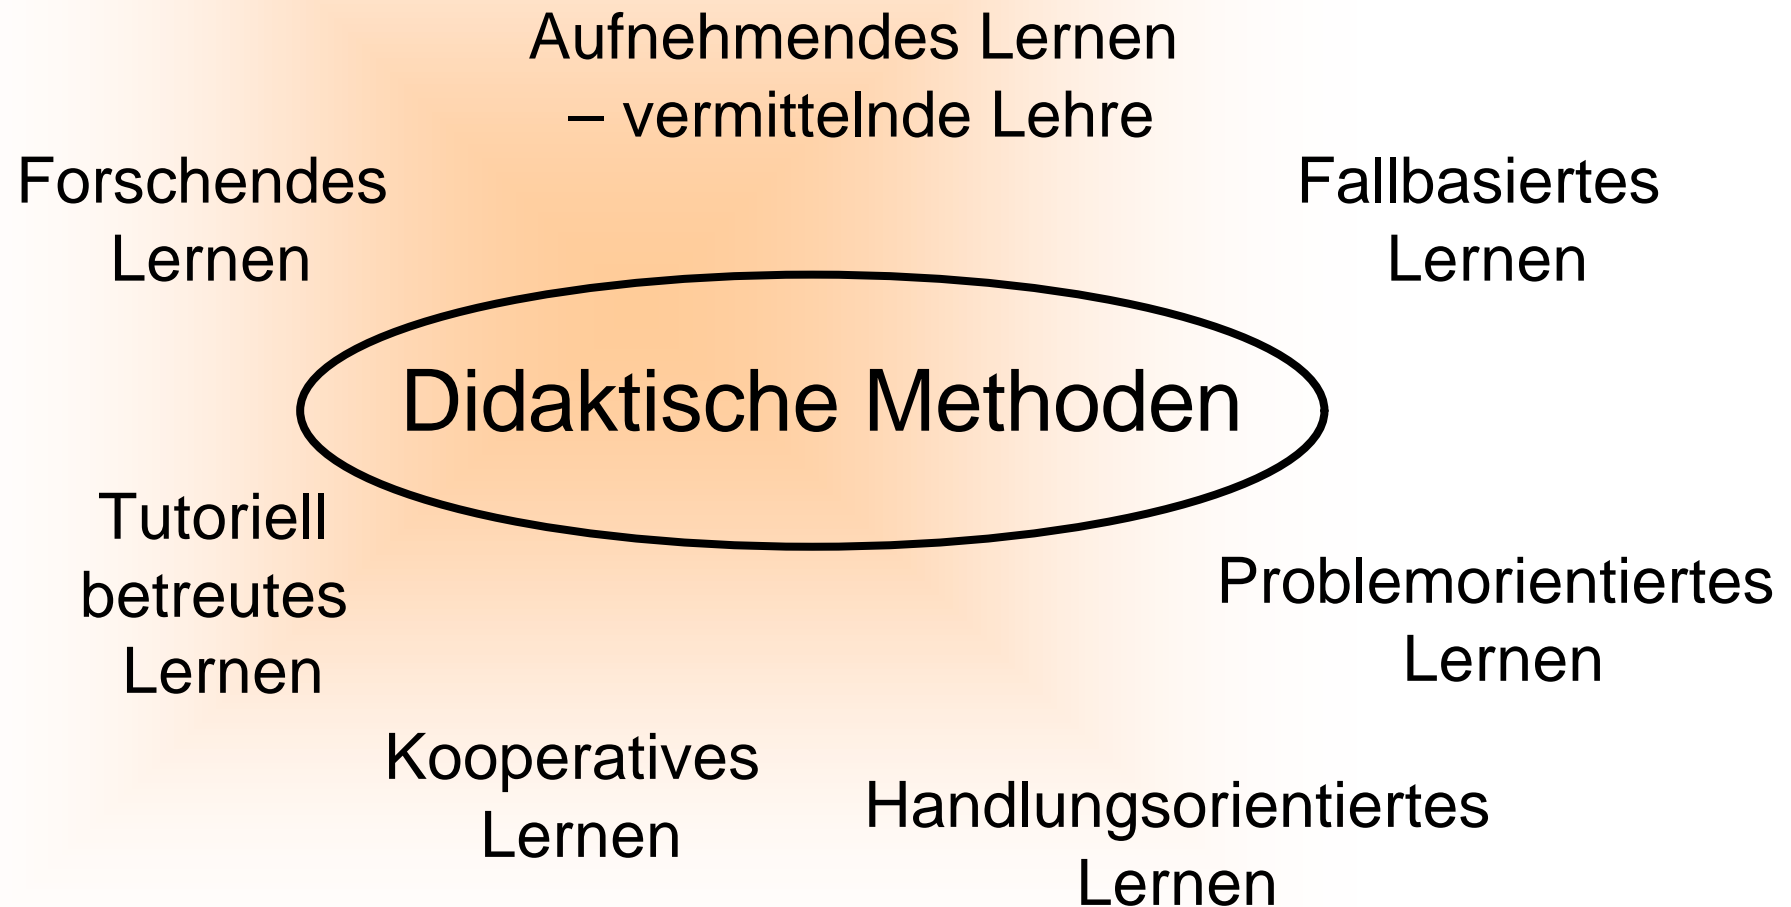 Aufnehmendes Lernen
– vermittelnde Lehre
Forschendes
Lernen
Fallbasiertes
Lernen
Didaktische Methoden
Tutoriell
betreutes
Lernen
Problemorientiertes
Lernen
Kooperatives
Lernen
Handlungsorientiertes
Lernen